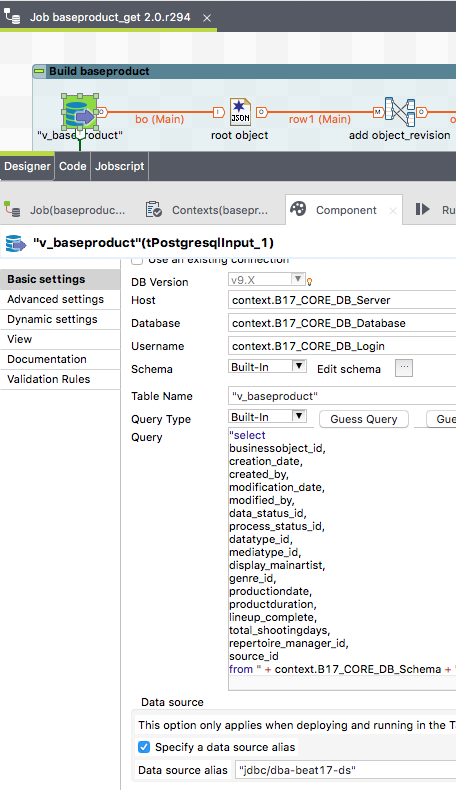 Job baseproduct_get 2.0.r294
Build baseproduct
bo (Main)
row1 (Main)
JSON
"v_base product"
root object
add object_revision
Designer
Code
Jobscript
Job(baseproduc...
Contexts(basepr...
Component
Ru
"v_baseproduct"(tPostgresqlInput_1)
Basic settings
Advanced settings
Dynamic settings
View
Documentation
Validation Rules
Use an existing connection
DB Version
v9.X
Host
context.B17_CORE_DB_Server
Database
context.B17_CORE_DB_Database
Username
context.B17_CORE_DB_Login
Schema
Built-In
Edit schema
...
Table Name
"v_baseproduct"
Query Type
Built-In
Guess Query
Gue
Query
"select
businessobject_id,
creation_date,
created_by,
modification_date,
modified_by,
data_status_id,
process_status_id,
datatype_id,
mediatype_id,
display_mainartist,
genre_id,
productiondate,
productduration,
lineup_complete,
total_shootingdays,
repertoire_manager_id,
source_id
from " + context.B17_CORE_DB_Schema + "
Data source
This option only applies when deploying and running in the Ta
Specify a data source alias
Data source alias
"jdbc/dba-beat17-ds"